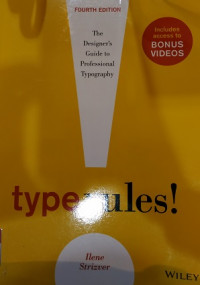 FOURTH EDITION
Includes
access to
BONUS
VIDEOS
The
Designer's
Guide to
Professional
Typography
type rules!
Ilene
Strizver
WILEY